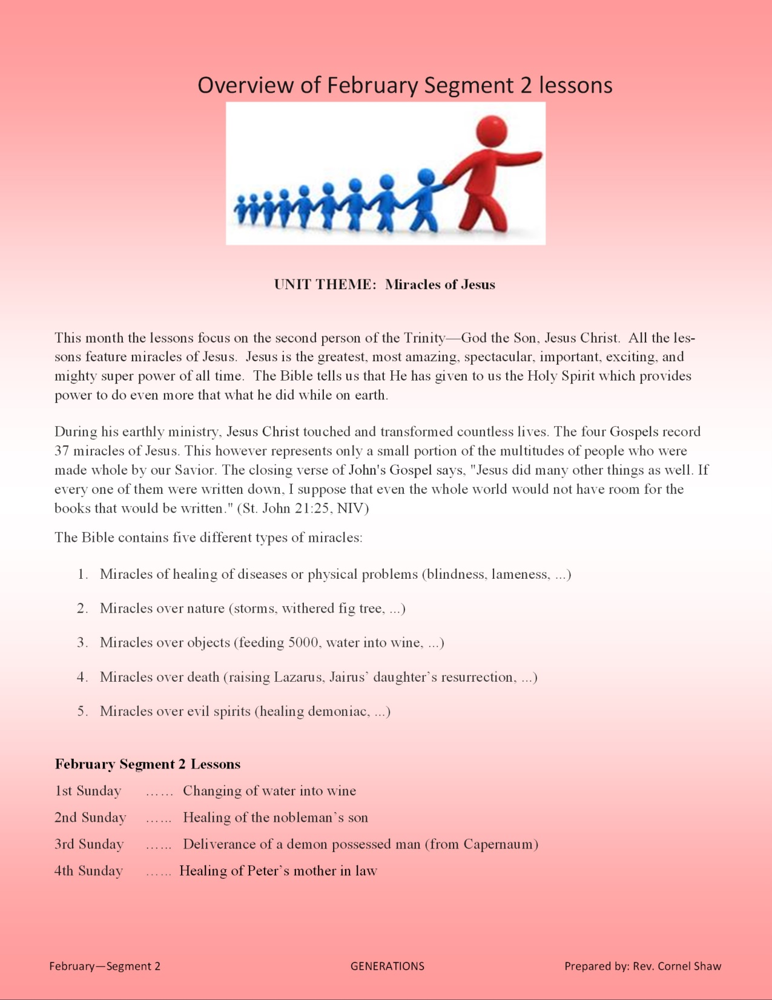 Overview of February Segment 2 lessons
UNIT THEME:  Miracles of Jesus
This month the lessons focus on the second person of the Trinity—God the Son, Jesus Christ.  All the les-
sons feature miracles of Jesus.  Jesus is the greatest, most amazing, spectacular, important, exciting, and
mighty super power of all time.  The Bible tells us that He has given to us the Holy Spirit which provides
power to do even more that what he did while on earth.
During his earthly ministry, Jesus Christ touched and transformed countless lives. The four Gospels record
37 miracles of Jesus. This however represents only a small portion of the multitudes of people who were
made whole by our Savior. The closing verse of John's Gospel says, "Jesus did many other things as well. If
every one of them were written down, I suppose that even the whole world would not have room for the
books that would be written." (St. John 21:25, NIV)
The Bible contains five different types of miracles:
1. Miracles of healing of diseases or physical problems (blindness, lameness, ...)
2. Miracles over nature (storms, withered fig tree, ...)
3. Miracles over objects (feeding 5000, water into wine, ...)
4. Miracles over death (raising Lazarus, Jairus’ daughter’s resurrection, ...)
5. Miracles over evil spirits (healing demoniac, ...)
February Segment 2 Lessons
1st Sunday …… Changing of water into wine
2nd Sunday …... Healing of the nobleman’s son
3rd Sunday …... Deliverance of a demon possessed man (from Capernaum)
4th Sunday …... Healing of Peter’s mother in law
February—Segment 2 GENERATIONS Prepared by: Rev. Cornel Shaw